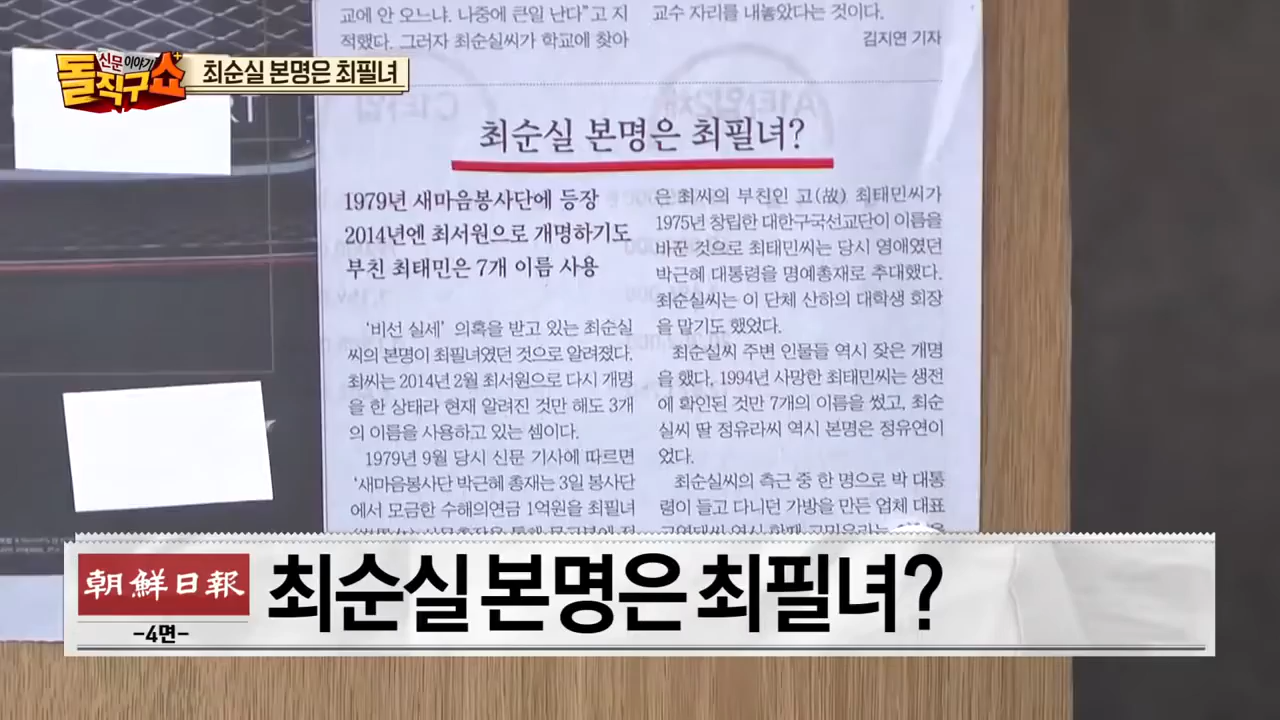 신문이야기
돌직구쇼+
최순실 본명은 최필녀
교에 안 오느냐. 나중에 큰일 난다”고 지
적했다. 그러자 최순실씨가 학교에 찾아
교수 자리를 내놓았다는 것이다.
김지연 기자
최순실 본명은 최필녀?
1979년 새마음봉사단에 등장
2014년엔 최서원으로 개명하기도
부친 최태민은 7개 이름 사용
‘비선 실세’ 의혹을 받고 있는 최순실
씨의 본명이 최필녀였던 것으로 알려졌다.
최씨는 2014년 2월 최서원으로 다시 개명
을 한 상태라 현재 알려진 것만 해도 3개
의 이름을 사용하고 있는 셈이다.
1979년 9월 당시 신문 기사에 따르면
‘새마음봉사단 박근혜 총재는 3일 봉사단
에서 모금한 수해의연금 1억원을 최필녀
은 최씨의 부친인 고(故) 최태민씨가
1975년 창립한 대한구국선교단이 이름을
바꾼 것으로 최태민씨는 당시 영애였던
박근혜 대통령을 명예총재로 추대했다.
최순실씨는 이 단체 산하의 대학생 회장
을 맡기도 했었다.
최순실씨 주변 인물들 역시 잦은 개명
을 했다. 1994년 사망한 최태민씨는 생전
에 확인된 것만 7개의 이름을 썼고, 최순
실씨 딸 정유라씨 역시 본명은 정유연이
었다.
최순실씨의 측근 중 한 명으로 박 대통
령이 들고 다니던 가방을 만든 업체 대표
朝鮮日報
-4면-
최순실 본명은 최필녀?